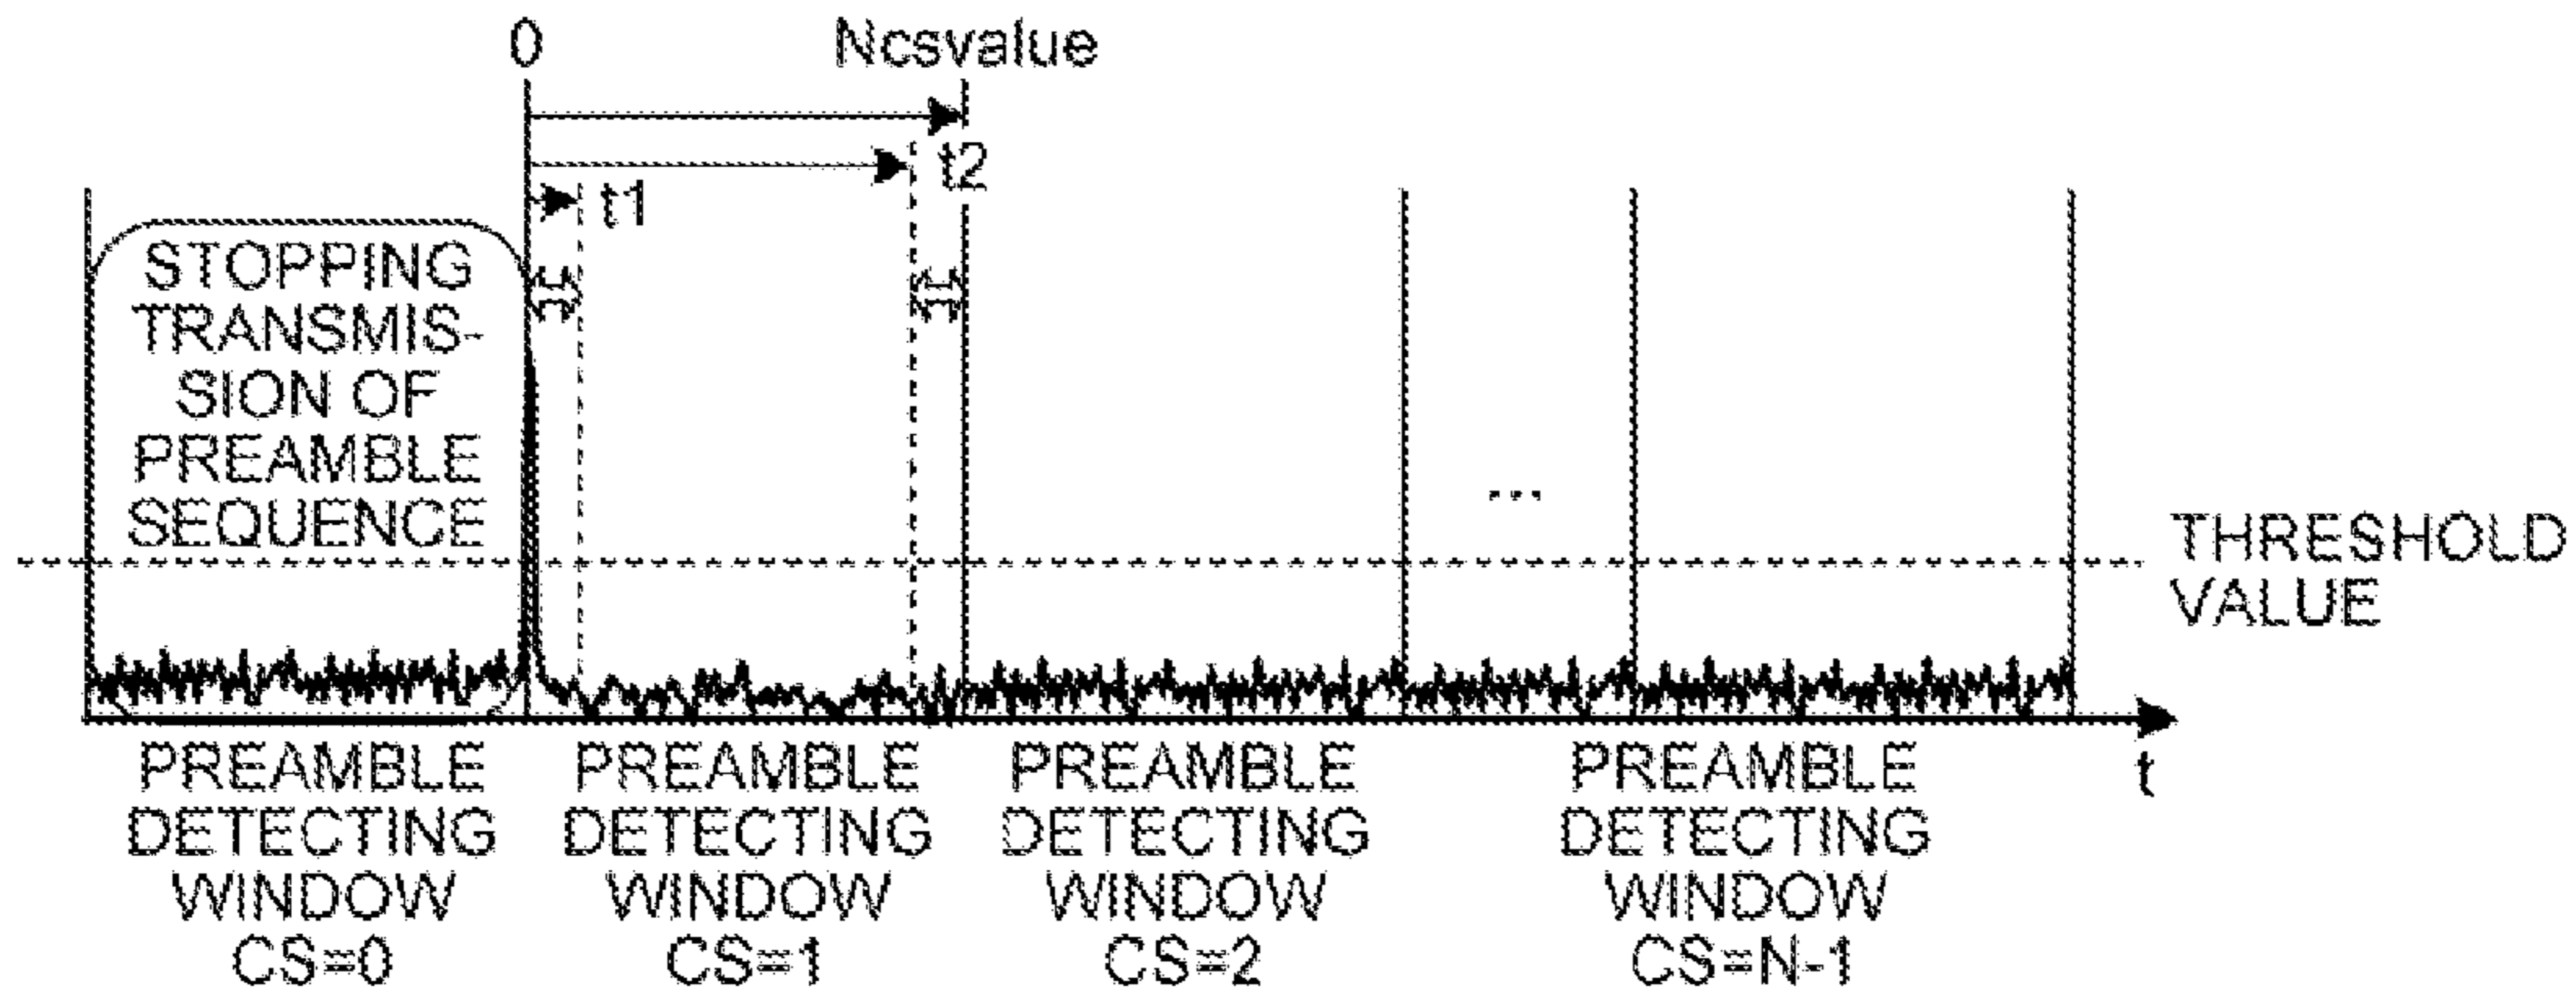 0 Ncsvalue
t2
t1
STOPPING
TRANSMIS-
SION OF
PREAMBLE
SEQUENCE
...
THRESHOLD
VALUE
PREAMBLE
DETECTING
WINDOW
CS=0
PREAMBLE
DETECTING
WINDOW
CS=1
PREAMBLE
DETECTING
WINDOW
CS=2
PREAMBLE
DETECTING
WINDOW
CS=N-1
t